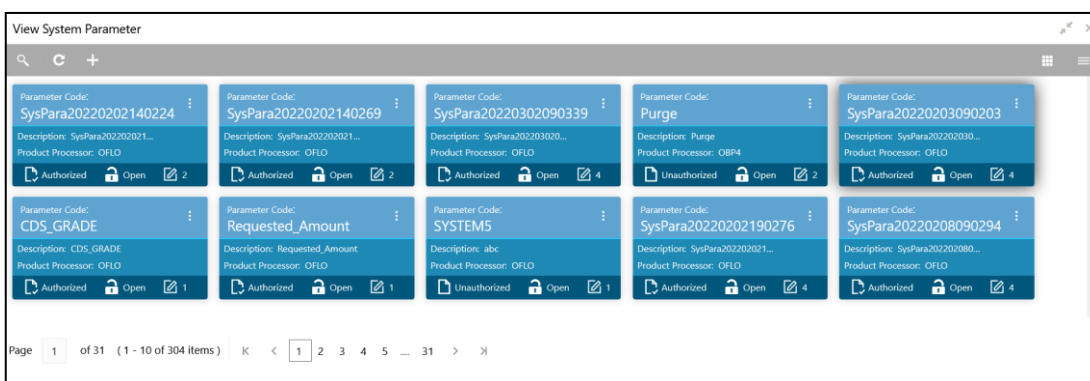 View System Parameter
Parameter Code:
SysPara20220202140224
Description: SysPara202202021...
Product Processor: OFLO
Authorized Open 2
Parameter Code:
SysPara20220202140269
Description: SysPara202202021...
Product Processor: OFLO
Authorized Open 2
Parameter Code:
SysPara20220302090339
Description: SysPara202203020...
Product Processor: OFLO
Authorized Open 4
Parameter Code:
Purge
Description: Purge
Product Processor: OBP4
Unauthorized Open 2
Parameter Code:
SysPara20220203090203
Description: SysPara202202030...
Product Processor: OFLO
Authorized Open 4
Parameter Code:
CDS_GRADE
Description: CDS_GRADE
Product Processor: OFLO
Authorized Open 1
Parameter Code:
Requested_Amount
Description: Requested_Amount
Product Processor: OFLO
Authorized Open 1
Parameter Code:
SYSTEM5
Description: abc
Product Processor: OFLO
Unauthorized Open 1
Parameter Code:
SysPara20220202190276
Description: SysPara202202021...
Product Processor: OFLO
Authorized Open 4
Parameter Code:
SysPara20220208090294
Description: SysPara202202080...
Product Processor: OFLO
Authorized Open 4
Page 1 of 31 (1 - 10 of 304 items) 1 2 3 4 5 ... 31